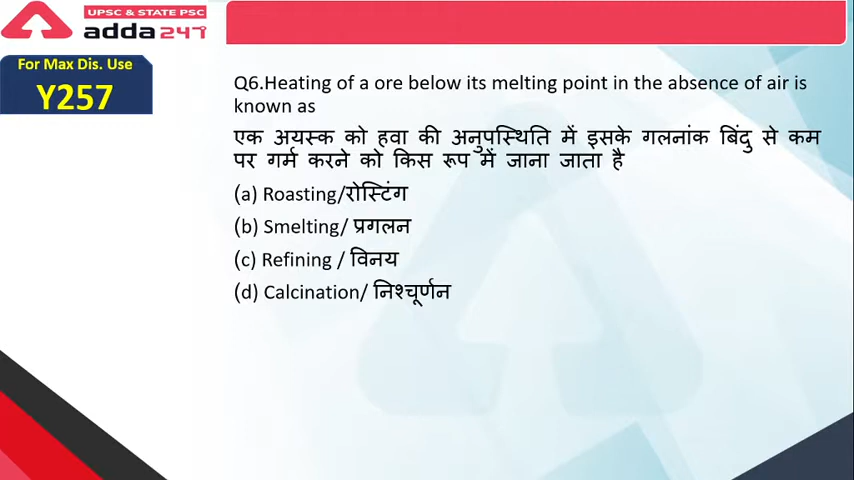 UPSC & STATE PSC
adda247
For Max Dis. Use
Y257
Q6.Heating of a ore below its melting point in the absence of air is
known as
एक अयस्क को हवा की अनुपस्थिति में इसके गलनांक बिंदु से कम
पर गर्म करने को किस रूप में जाना जाता है
(a) Roasting/रोस्टिंग
(b) Smelting/ प्रगलन
(c) Refining / विनय
(d) Calcination/ निश्चूर्णन